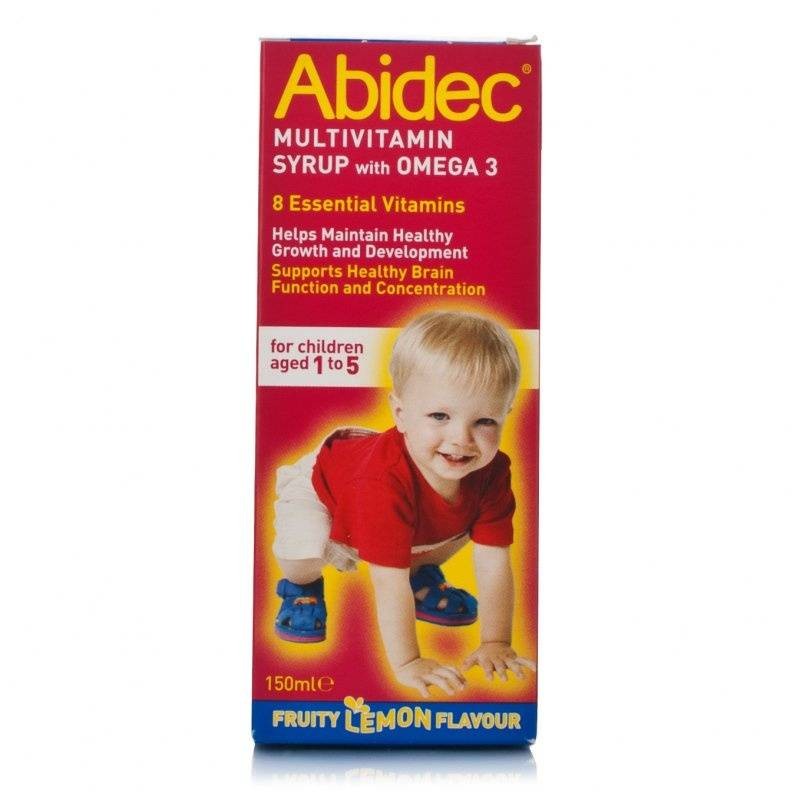 Abidec®
MULTIVITAMIN
SYRUP with OMEGA 3
8 Essential Vitamins
Helps Maintain Healthy
Growth and Development
Supports Healthy Brain
Function and Concentration
for children
aged 1 to 5
150ml℮
FRUITY LEMON FLAVOUR